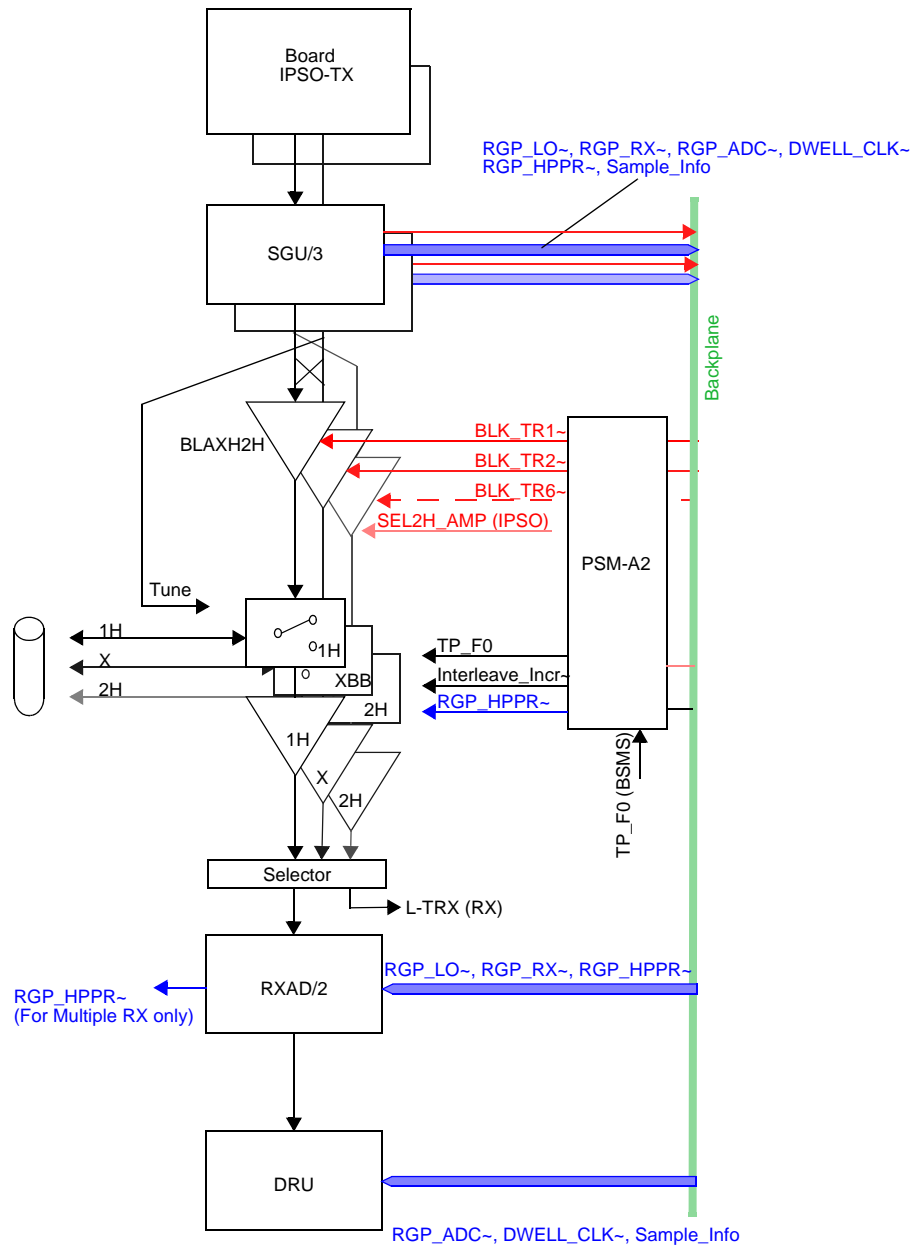 Board
IPSO-TX
RGP_LO~, RGP_RX~, RGP_ADC~, DWELL_CLK~
RGP_HPPR~, Sample_Info
SGU/3
Backplane
BLAXH2H
BLK_TR1~
BLK_TR2~
BLK_TR6~
SEL2H_AMP (IPSO)
PSM-A2
Tune
1H
1H
TP_F0
X
XBB
Interleave_Incr~
2H
2H
RGP_HPPR~
1H
X
2H
TP_F0 (BSMS)
Selector
L-TRX (RX)
RGP_LO~, RGP_RX~, RGP_HPPR~
RXAD/2
RGP_HPPR~
(For Multiple RX only)
DRU
RGP_ADC~, DWELL_CLK~, Sample_Info